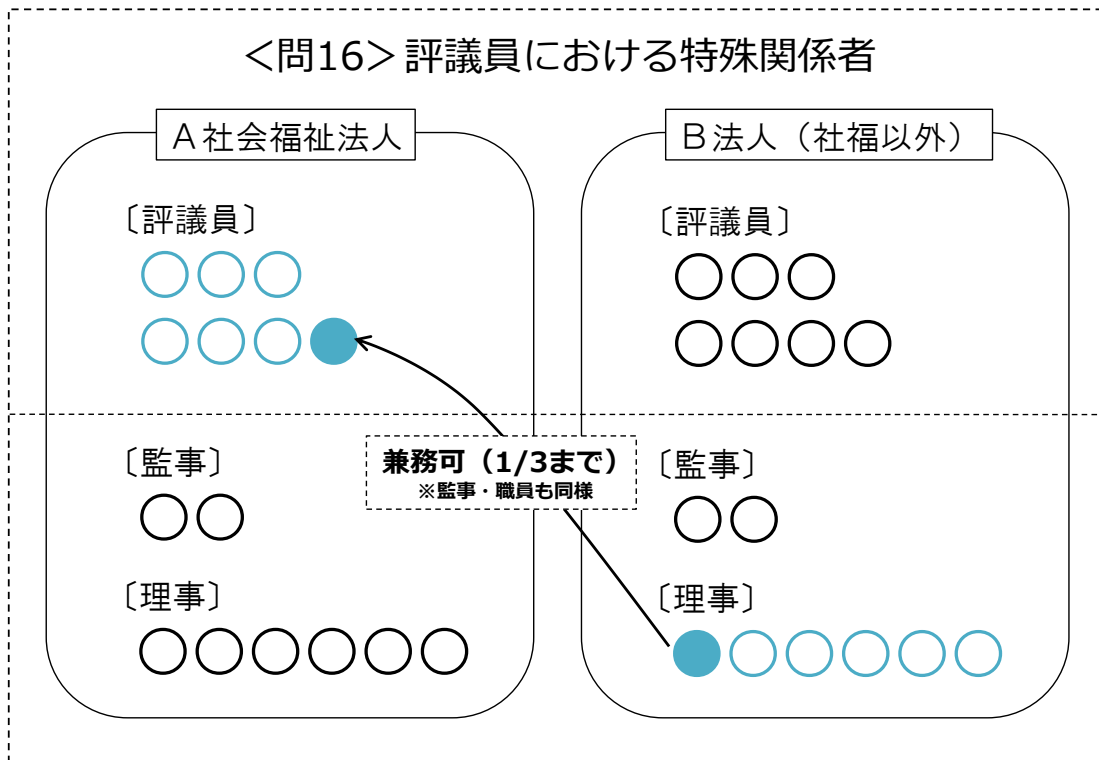 <問16>評議員における特殊関係者
A社会福祉法人
B法人（社福以外）
〔評議員〕
〔評議員〕
兼務可（1/3まで）
※監事・職員も同様
〔監事〕
〔監事〕
〔理事〕
〔理事〕